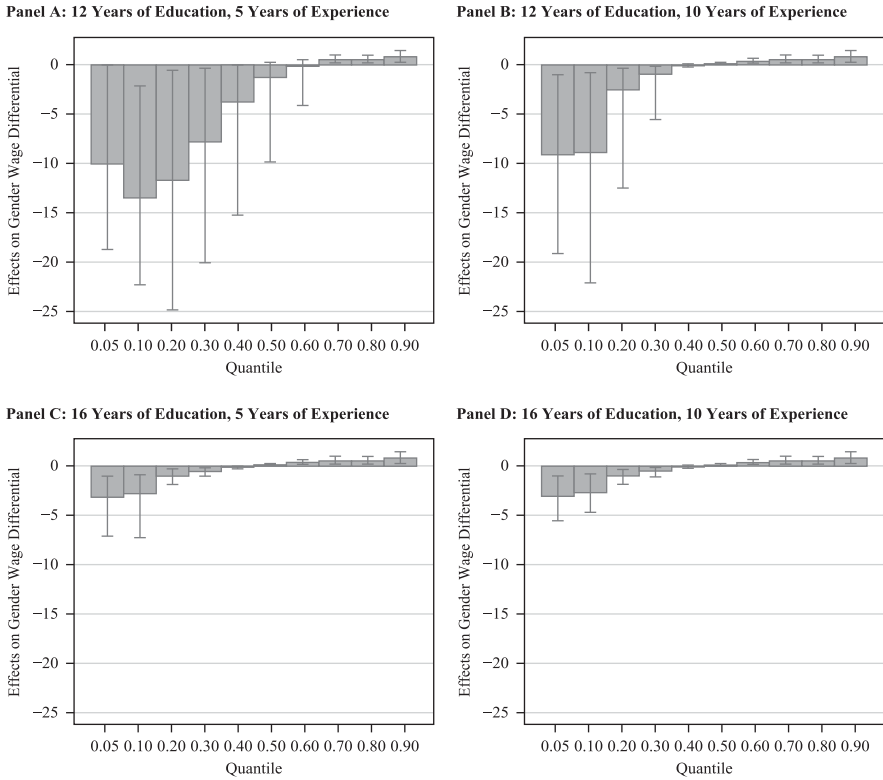 Panel A: 12 Years of Education, 5 Years of Experience
Effects on Gender Wage Differential
0
−5
−10
−15
−20
−25
0.05 0.10 0.20 0.30 0.40 0.50 0.60 0.70 0.80 0.90
Quantile
Panel B: 12 Years of Education, 10 Years of Experience
Effects on Gender Wage Differential
0
−5
−10
−15
−20
−25
0.05 0.10 0.20 0.30 0.40 0.50 0.60 0.70 0.80 0.90
Quantile
Panel C: 16 Years of Education, 5 Years of Experience
Effects on Gender Wage Differential
0
−5
−10
−15
−20
−25
0.05 0.10 0.20 0.30 0.40 0.50 0.60 0.70 0.80 0.90
Quantile
Panel D: 16 Years of Education, 10 Years of Experience
Effects on Gender Wage Differential
0
−5
−10
−15
−20
−25
0.05 0.10 0.20 0.30 0.40 0.50 0.60 0.70 0.80 0.90
Quantile